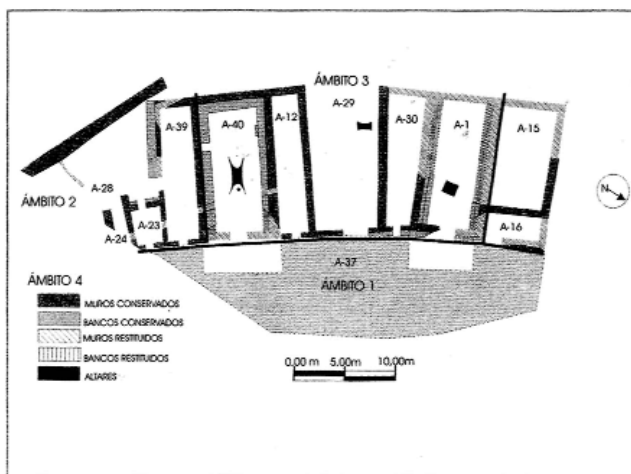 ÁMBITO 3
A-29
A-39
A-40
A-12
A-30
A-1
A-15
A-28
ÁMBITO 2
A-23
A-24
A-16
N
A-37
ÁMBITO 1
ÁMBITO 4
MUROS CONSERVADOS
BANCOS CONSERVADOS
MUROS RESTITUIDOS
BANCOS RESTITUIDOS
ALTARES
0,00 m 5,00m 10,00m